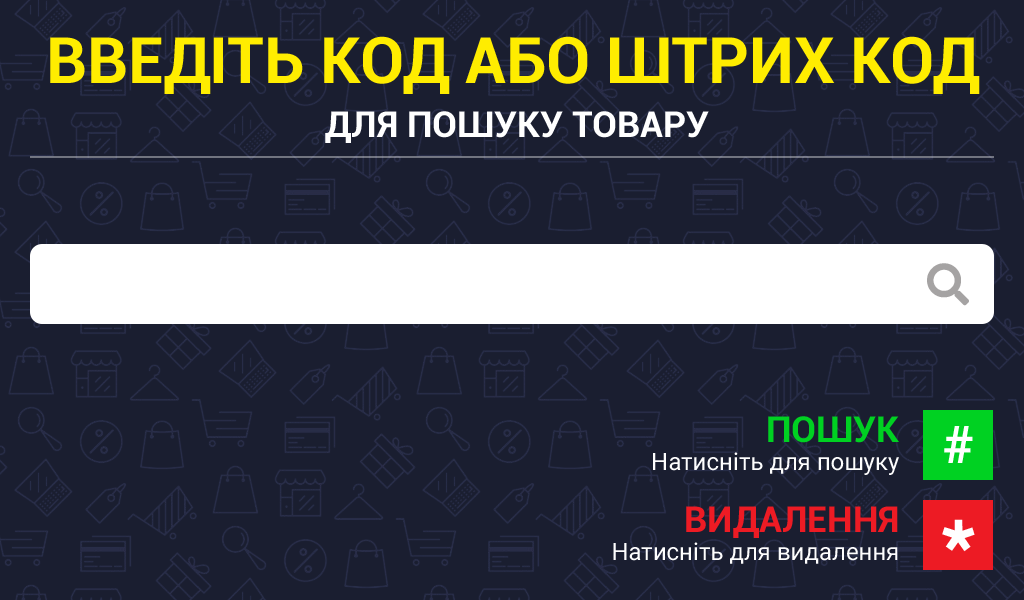 ВВЕДІТЬ КОД АБО ШТРИХ КОД
ДЛЯ ПОШУКУ ТОВАРУ
ПОШУК
Натисніть для пошуку
#
ВИДАЛЕННЯ
Натисніть для видалення
*